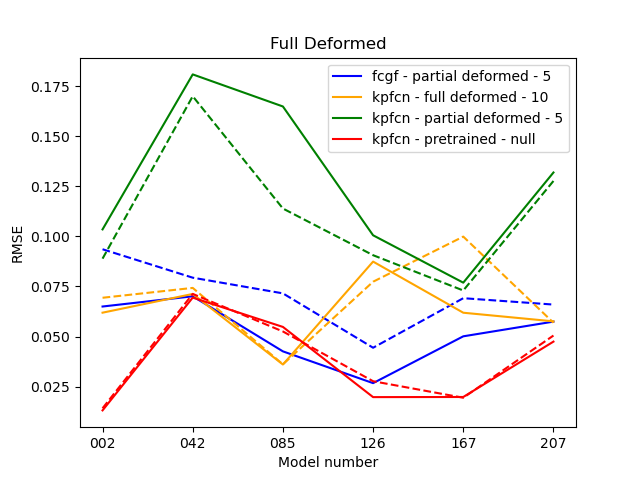 Full Deformed
fcgf - partial deformed - 5
kpfcn - full deformed - 10
kpfcn - partial deformed - 5
kpfcn - pretrained - null
RMSE
0.175
0.150
0.125
0.100
0.075
0.050
0.025
002 042 085 126 167 207
Model number